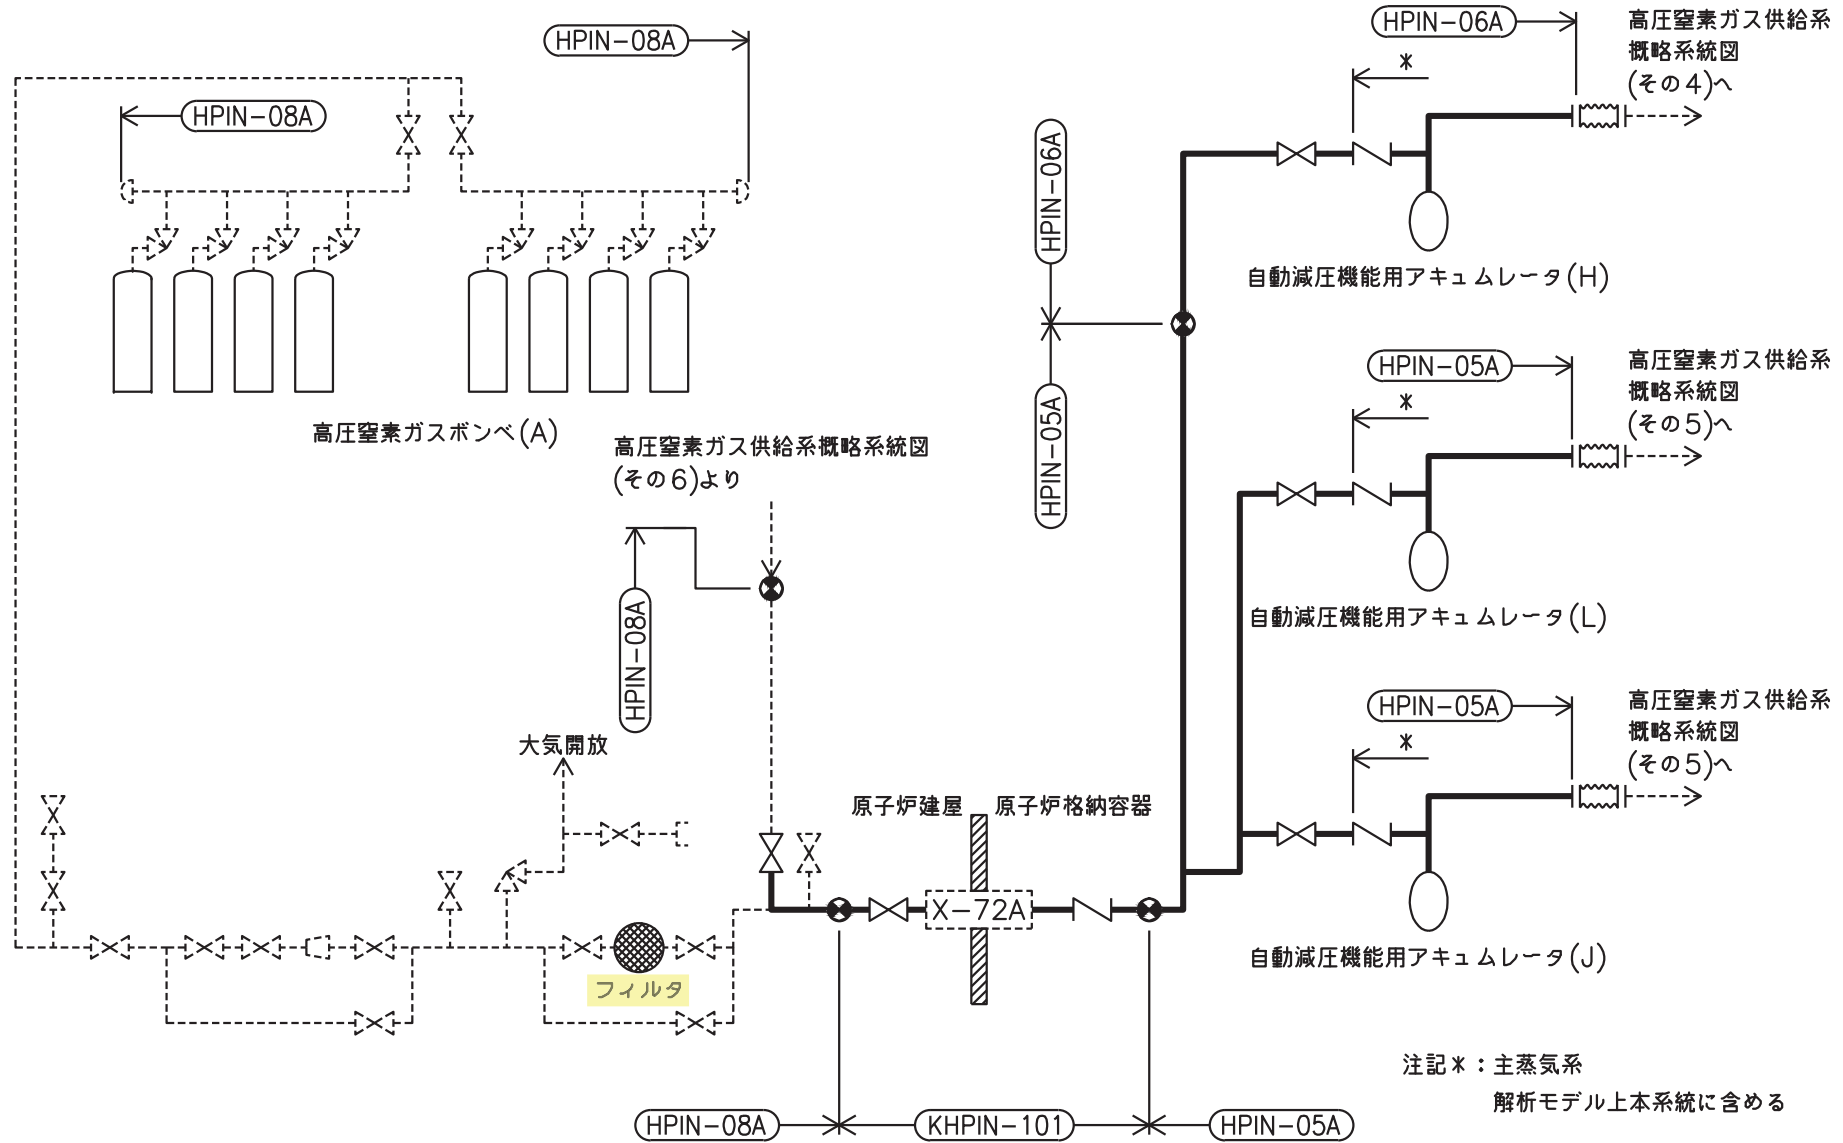 HPIN-08A
HPIN-08A
高圧窒素ガスボンベ(A)
高圧窒素ガス供給系概略系統図
(その6)より
HPIN-08A
大気開放
フィルタ
原子炉建屋
原子炉格納容器
X-72A
HPIN-06A
HPIN-05A
HPIN-06A
*
高圧窒素ガス供給系
概略系統図
(その4)へ
自動減圧機能用アキュムレータ(H)
HPIN-05A
*
高圧窒素ガス供給系
概略系統図
(その5)へ
自動減圧機能用アキュムレータ(L)
HPIN-05A
*
高圧窒素ガス供給系
概略系統図
(その5)へ
自動減圧機能用アキュムレータ(J)
注記*:主蒸気系
解析モデル上本系統に含める
HPIN-08A
KHPIN-101
HPIN-05A